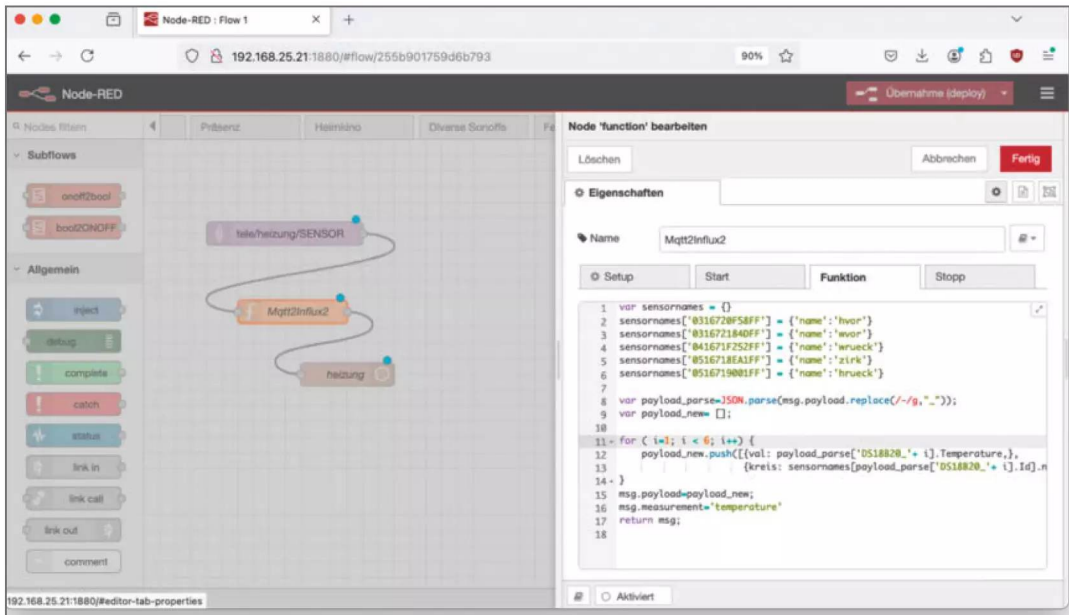 Node-RED : Flow 1
192.168.25.21:1880/#flow/255b901759d6b793
90%
Node-RED
Übernahme (deploy)
Nodes filtern
Präsenz
Heimkino
Diverse Sonoffs
Fe
Subflows
onoff2bool
bool2ONOFF
Allgemein
inject
debug
complete
catch
status
link in
link call
link out
comment
tele/heizung/SENSOR
Mqtt2Influx2
heizung
Node 'function' bearbeiten
Löschen
Abbrechen
Fertig
Eigenschaften
Name
Mqtt2Influx2
Setup
Start
Funktion
Stopp
1 var sensornames = {}
2 sensornames['0316720F58FF'] = {'name':'hvor'}
3 sensornames['031672184DFF'] = {'name':'wvor'}
4 sensornames['041671F252FF'] = {'name':'wrueck'}
5 sensornames['0516718EA1FF'] = {'name':'zirk'}
6 sensornames['0516719001FF'] = {'name':'hrueck'}
7
8 var payload_parse=JSON.parse(msg.payload.replace(/-/g,"_"));
9 var payload_new= [];
10
11 for ( i=1; i < 6; i++) {
12 payload_new.push([{val: payload_parse['DS18B20_'+ i].Temperature,},
13 {kreis: sensornames[payload_parse['DS18B20_'+ i].Id].n
14 }
15 msg.payload=payload_new;
16 msg.measurement='temperature'
17 return msg;
18
Aktiviert
192.168.25.21:1880/#editor-tab-properties